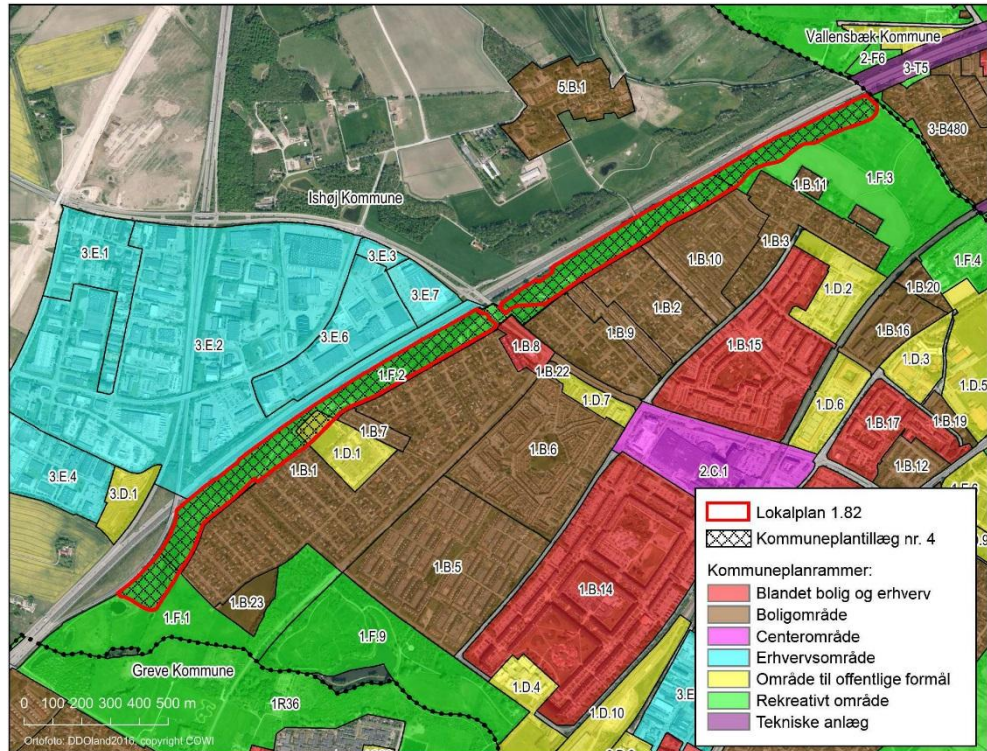 Vallensbæk Kommune
2-F6
3-T5
5.B.1
3-B480
1.F.3
1.B.11
Ishøj Kommune
3.E.1
3.E.3
3.E.7
1.B.3
1.B.10
1.F.4
1.D.2
1.B.20
3.E.2
3.E.6
1.B.2
1.B.16
1.B.9
1.D.3
1.B.8
1.B.15
1.F.2
1.B.22
1.D.5
1.D.7
1.D.6
1.B.19
1.B.17
1.B.7
1.D.1
1.B.6
1.B.1
1.B.12
3.E.4
3.D.1
2.C.1
1.B.5
1.B.14
1.B.23
1.F.1
1.F.9
Greve Kommune
1.D.4
1R36
1.D.10
Lokalplan 1.82
Kommuneplantillæg nr. 4
Kommuneplanrammer:
Blandet bolig og erhverv
Boligområde
Centerområde
Erhvervsområde
Område til offentlige formål
Rekreativt område
Tekniske anlæg
0 100 200 300 400 500 m
Ortofoto: DDOland2016, copyright COWI